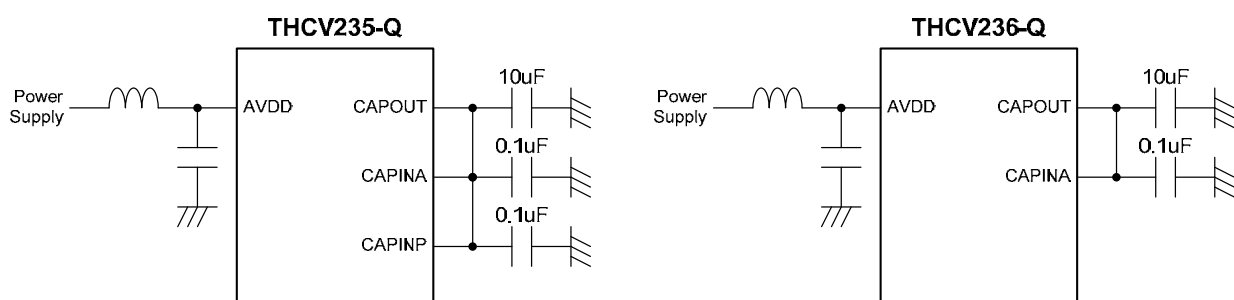 THCV235-Q
Power
Supply
AVDD
CAPOUT
10uF
CAPINA
0.1uF
CAPINP
0.1uF
THCV236-Q
Power
Supply
AVDD
CAPOUT
10uF
CAPINA
0.1uF